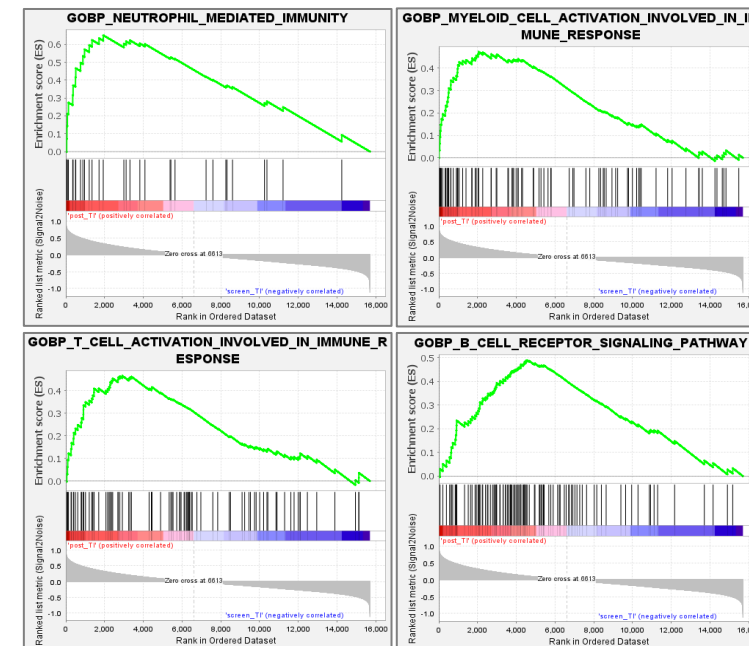 GOBP_NEUTROPHIL_MEDIATED_IMMUNITY
Enrichment score (ES)
0.6
0.5
0.4
0.3
0.2
0.1
0.0
'post_TI' (positively correlated)
Ranked list metric (Signal2Noise)
1.0
0.5
0.0
-0.5
-1.0
Zero cross at 6613
'screen_TI' (negatively correlated)
0 2,000 4,000 6,000 8,000 10,000 12,000 14,000 16,000
Rank in Ordered Dataset
GOBP_MYELOID_CELL_ACTIVATION_INVOLVED_IN_IM
MUNE_RESPONSE
Enrichment score (ES)
0.4
0.3
0.2
0.1
0.0
'post_TI' (positively correlated)
Ranked list metric (Signal2Noise)
1.0
0.5
0.0
-0.5
-1.0
Zero cross at 6613
'screen_TI' (negatively correlated)
0 2,000 4,000 6,000 8,000 10,000 12,000 14,000 16,0
Rank in Ordered Dataset
GOBP_T_CELL_ACTIVATION_INVOLVED_IN_IMMUNE_R
ESPONSE
Enrichment score (ES)
0.4
0.3
0.2
0.1
0.0
'post_TI' (positively correlated)
Ranked list metric (Signal2Noise)
1.0
0.5
0.0
-0.5
-1.0
Zero cross at 6613
'screen_TI' (negatively correlated)
0 2,000 4,000 6,000 8,000 10,000 12,000 14,000 16,000
Rank in Ordered Dataset
GOBP_B_CELL_RECEPTOR_SIGNALING_PATHWAY
Enrichment score (ES)
0.5
0.4
0.3
0.2
0.1
0.0
'post_TI' (positively correlated)
Ranked list metric (Signal2Noise)
1.0
0.5
0.0
-0.5
-1.0
Zero cross at 6613
'screen_TI' (negatively correlated)
0 2,000 4,000 6,000 8,000 10,000 12,000 14,000 16,0
Rank in Ordered Dataset